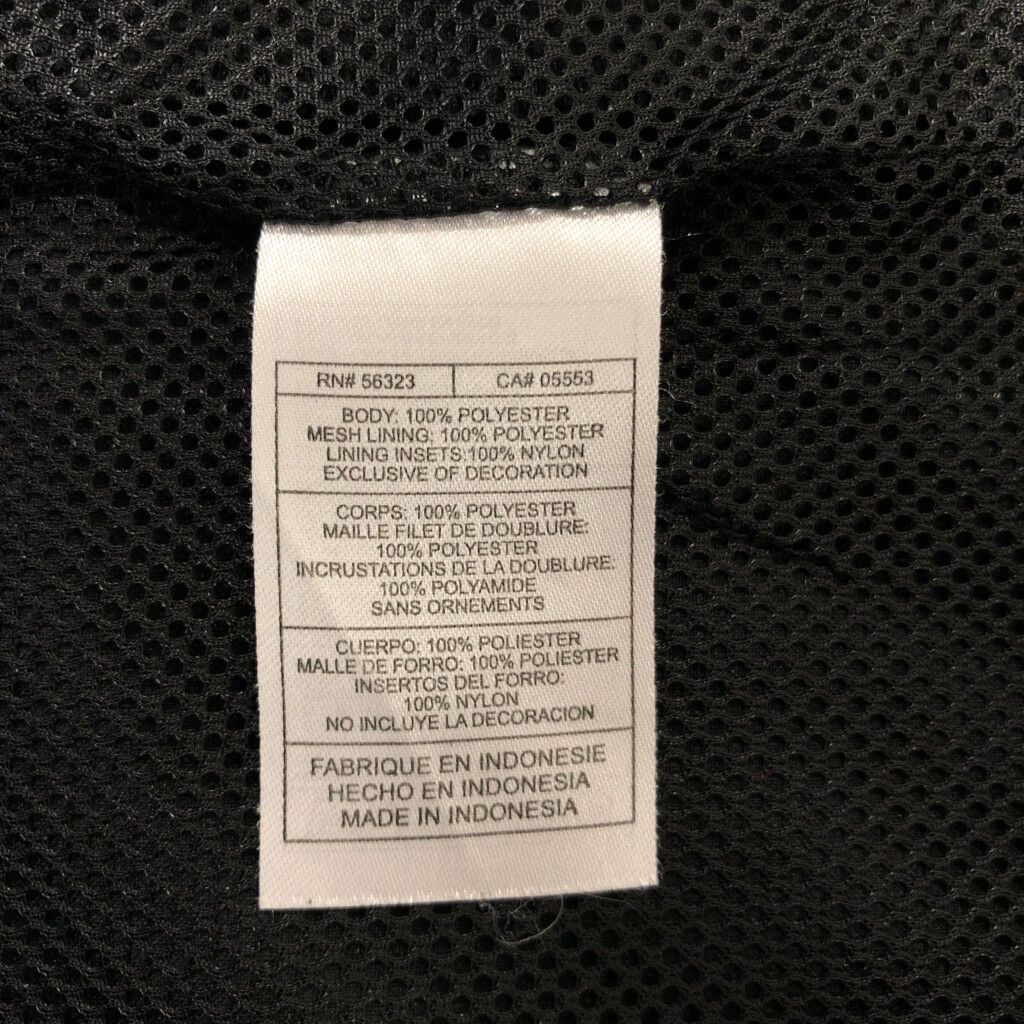 RN# 56323 CA# 05553
BODY: 100% POLYESTER
MESH LINING: 100% POLYESTER
LINING INSETS:100% NYLON
EXCLUSIVE OF DECORATION
CORPS: 100% POLYESTER
MAILLE FILET DE DOUBLURE:
100% POLYESTER
INCRUSTATIONS DE LA DOUBLURE:
100% POLYAMIDE
SANS ORNEMENTS
CUERPO: 100% POLIESTER
MALLE DE FORRO: 100% POLIESTER
INSERTOS DEL FORRO:
100% NYLON
NO INCLUYE LA DECORACION
FABRIQUE EN INDONESIE
HECHO EN INDONESIA
MADE IN INDONESIA